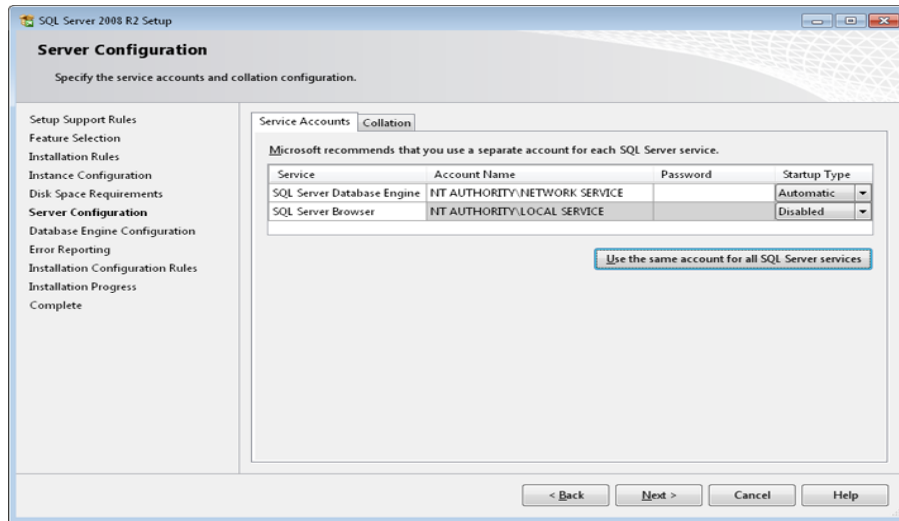 SQL Server 2008 R2 Setup
Server Configuration
Specify the service accounts and collation configuration.
Setup Support Rules
Feature Selection
Installation Rules
Instance Configuration
Disk Space Requirements
Server Configuration
Database Engine Configuration
Error Reporting
Installation Configuration Rules
Installation Progress
Complete
Service Accounts Collation
Microsoft recommends that you use a separate account for each SQL Server service.
Service Account Name Password Startup Type
SQL Server Database Engine NT AUTHORITY\NETWORK SERVICE Automatic
SQL Server Browser NT AUTHORITY\LOCAL SERVICE Disabled
Use the same account for all SQL Server services
< Back Next > Cancel Help